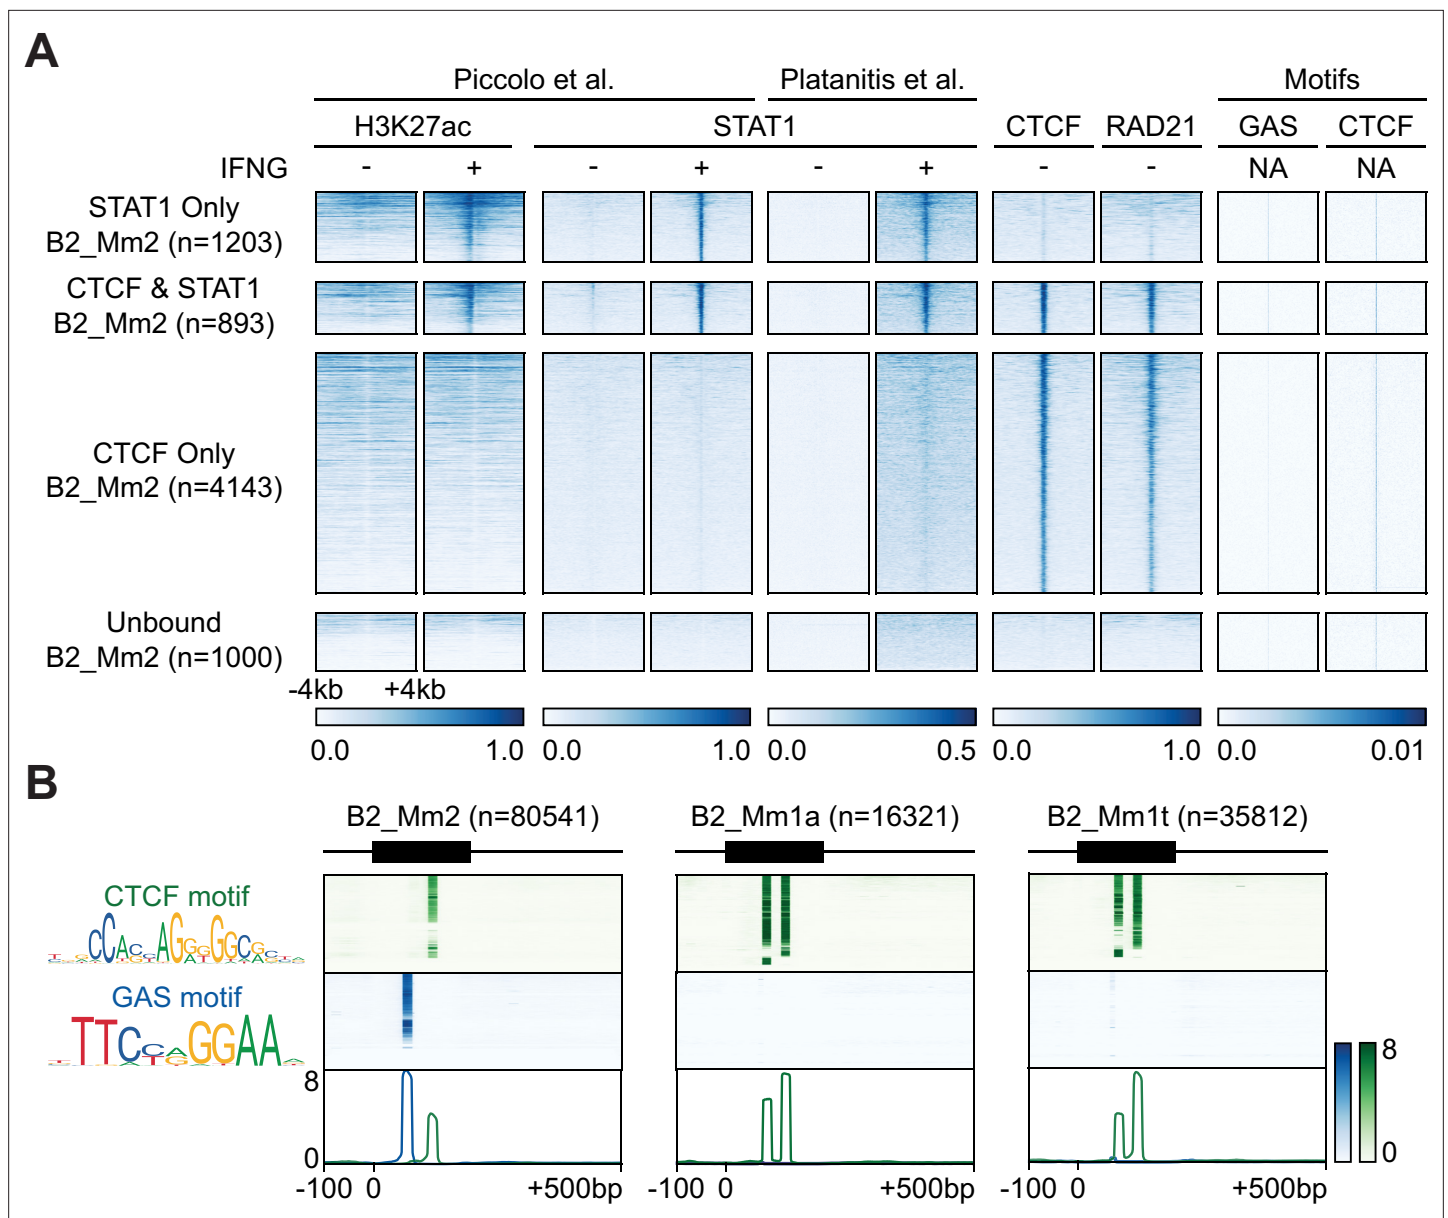 A
Piccolo et al. Platanitis et al. Motifs
H3K27ac STAT1 CTCF RAD21 GAS CTCF
IFNG - + - + - + - - NA NA
STAT1 Only
B2_Mm2 (n=1203)
CTCF & STAT1
B2_Mm2 (n=893)
CTCF Only
B2_Mm2 (n=4143)
Unbound
B2_Mm2 (n=1000)
-4kb +4kb
0.0 1.0 0.0 1.0 0.0 0.5 0.0 1.0 0.0 0.01
B
B2_Mm2 (n=80541) B2_Mm1a (n=16321) B2_Mm1t (n=35812)
CTCF motif
GAS motif
TTCCAGGAA
8 8
0 0
-100 0 +500bp -100 0 +500bp -100 0 +500bp